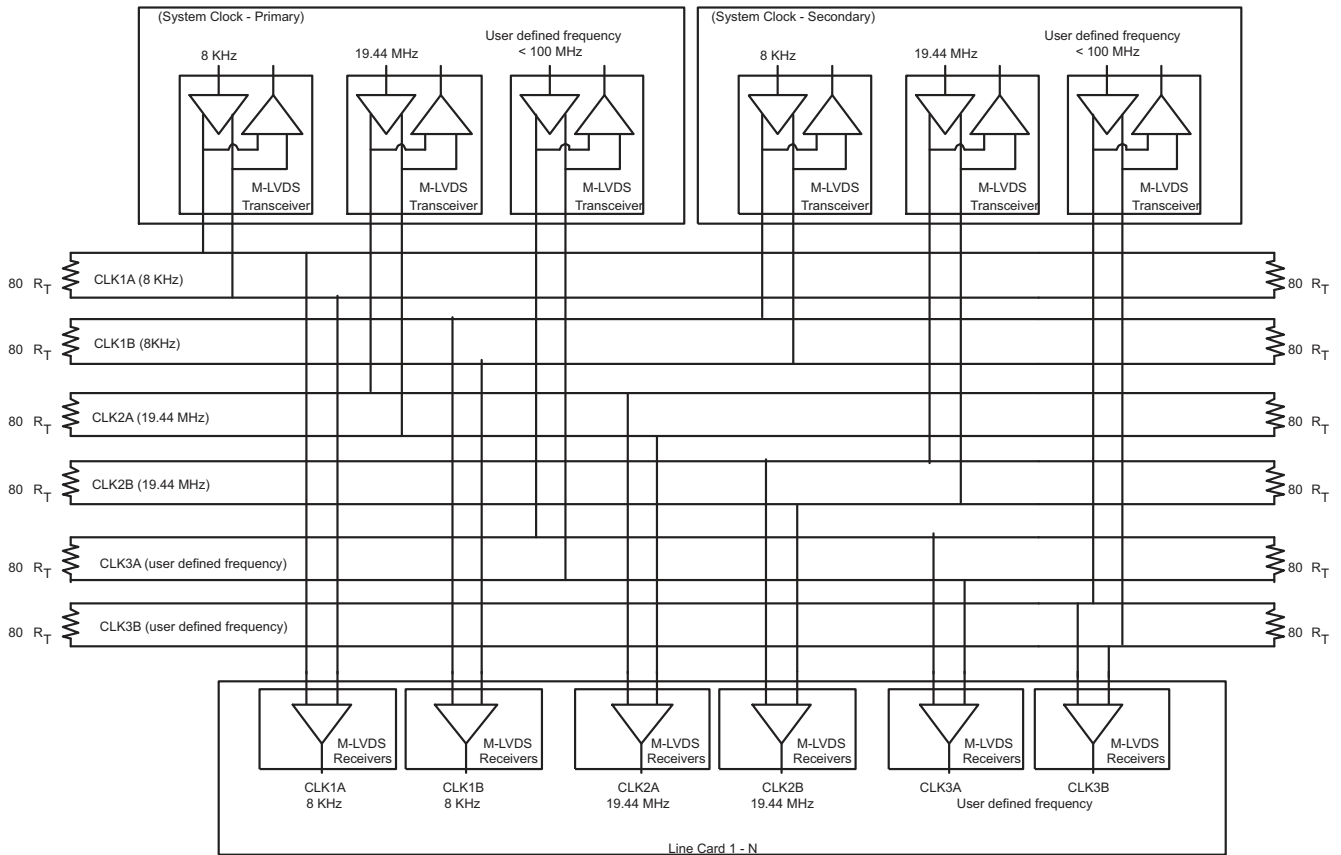 (System Clock - Primary)
8 KHz
19.44 MHz
User defined frequency
< 100 MHz
M-LVDS
Transceiver
M-LVDS
Transceiver
M-LVDS
Transceiver
(System Clock - Secondary)
8 KHz
19.44 MHz
User defined frequency
< 100 MHz
M-LVDS
Transceiver
M-LVDS
Transceiver
M-LVDS
Transceiver
80 RT
CLK1A (8 KHz)
80 RT
80 RT
CLK1B (8KHz)
80 RT
80 RT
CLK2A (19.44 MHz)
80 RT
80 RT
CLK2B (19.44 MHz)
80 RT
80 RT
CLK3A (user defined frequency)
80 RT
80 RT
CLK3B (user defined frequency)
80 RT
M-LVDS
Receivers
M-LVDS
Receivers
M-LVDS
Receivers
M-LVDS
Receivers
M-LVDS
Receivers
M-LVDS
Receivers
CLK1A
8 KHz
CLK1B
8 KHz
CLK2A
19.44 MHz
CLK2B
19.44 MHz
CLK3A
CLK3B
User defined frequency
Line Card 1 - N